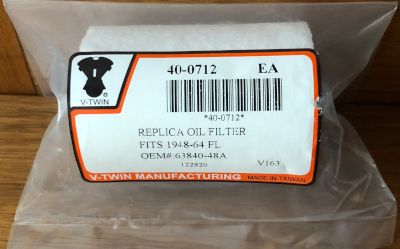 40-0712 EA
V-TWIN ®
*40-0712*
REPLICA OIL FILTER
FITS 1948-64 FL
OEM#:63840-48A
122820 V163
V-TWIN MANUFACTURING MADE IN TAIWAN